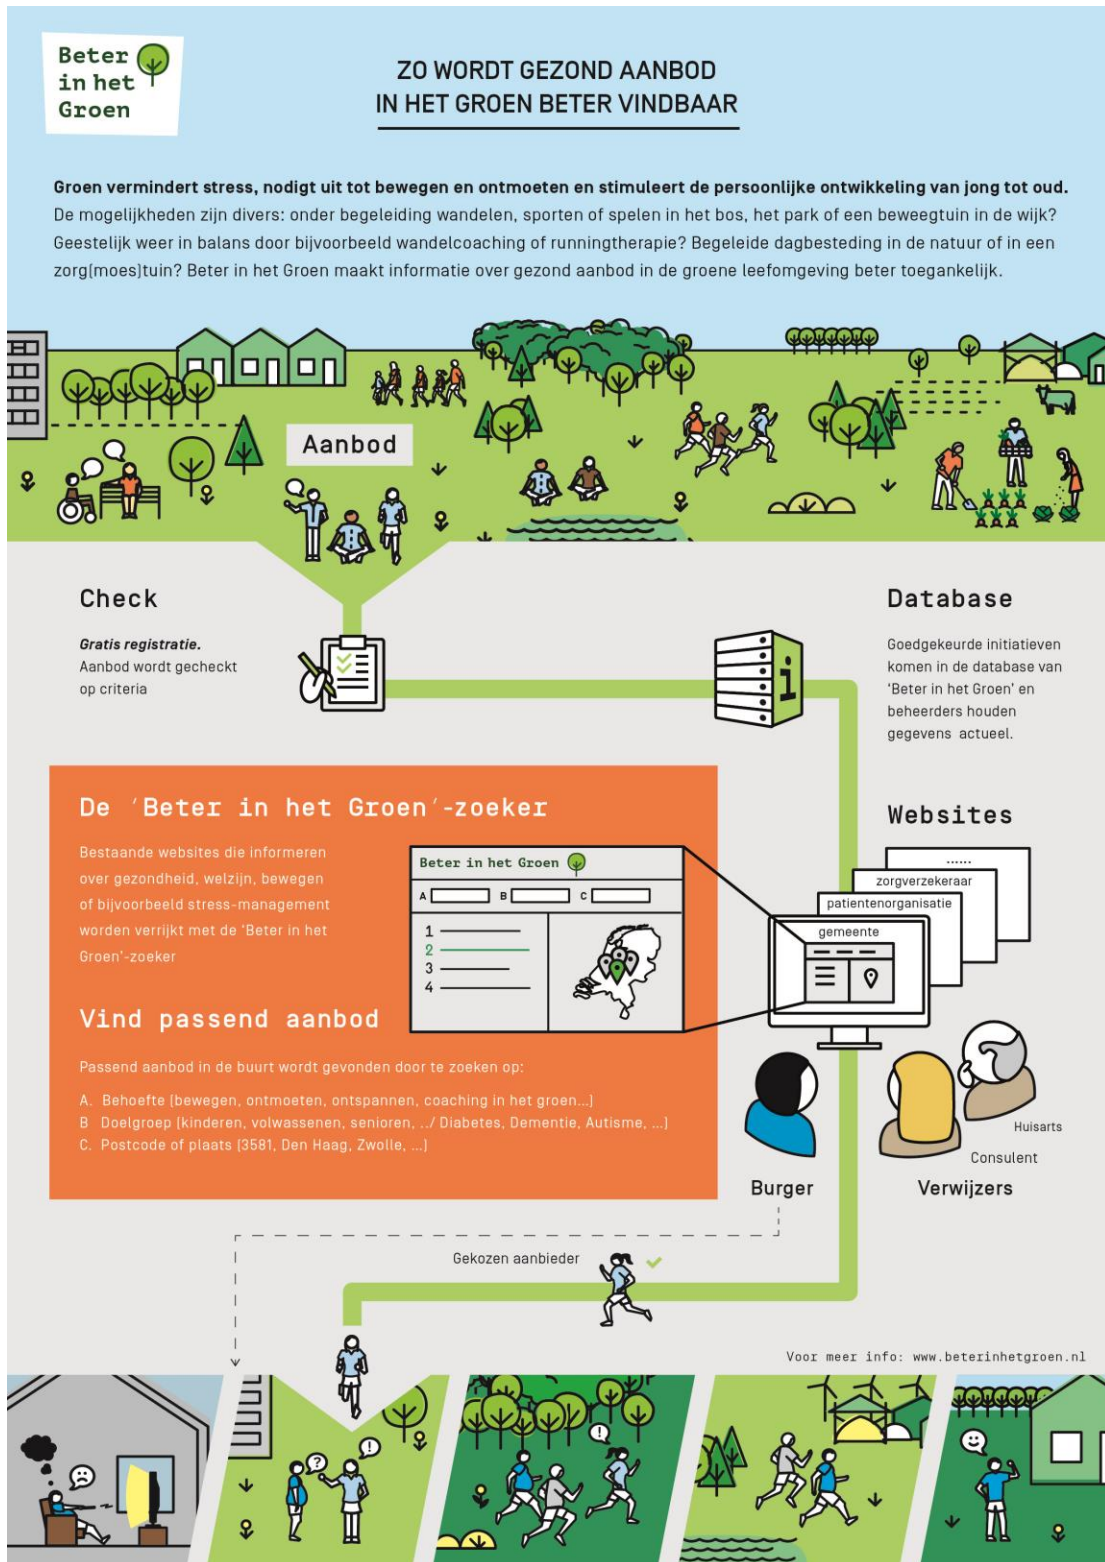 Beter
in het
Groen
ZO WORDT GEZOND AANBOD
IN HET GROEN BETER VINDBAAR
Groen vermindert stress, nodigt uit tot bewegen en ontmoeten en stimuleert de persoonlijke ontwikkeling van jong tot oud.
De mogelijkheden zijn divers: onder begeleiding wandelen, sporten of spelen in het bos, het park of een beweegtuin in de wijk?
Geestelijk weer in balans door bijvoorbeeld wandelcoaching of runningtherapie? Begeleide dagbesteding in de natuur of in een
zorg(moes)tuin? Beter in het Groen maakt informatie over gezond aanbod in de groene leefomgeving beter toegankelijk.
Aanbod
Check
Gratis registratie.
Aanbod wordt gecheckt
op criteria
i
Database
Goedgekeurde initiatieven
komen in de database van
'Beter in het Groen' en
beheerders houden
gegevens actueel.
De 'Beter in het Groen'-zoeker
Bestaande websites die informeren
over gezondheid, welzijn, bewegen
of bijvoorbeeld stress-management
worden verrijkt met de 'Beter in het
Groen'-zoeker
Beter in het Groen
A B C
1
2
3
4
Websites
......
zorgverzekeraar
patientenorganisatie
gemeente
Vind passend aanbod
Passend aanbod in de buurt wordt gevonden door te zoeken op:
A. Behoefte (bewegen, ontmoeten, ontspannen, coaching in het groen...)
B Doelgroep (kinderen, volwassenen, senioren, ../ Diabetes, Dementie, Autisme, ...)
C. Postcode of plaats (3581, Den Haag, Zwolle, ...)
Huisarts
Consulent
Burger
Verwijzers
Gekozen aanbieder
Voor meer info: www.beterinhetgroen.nl
?
!
!